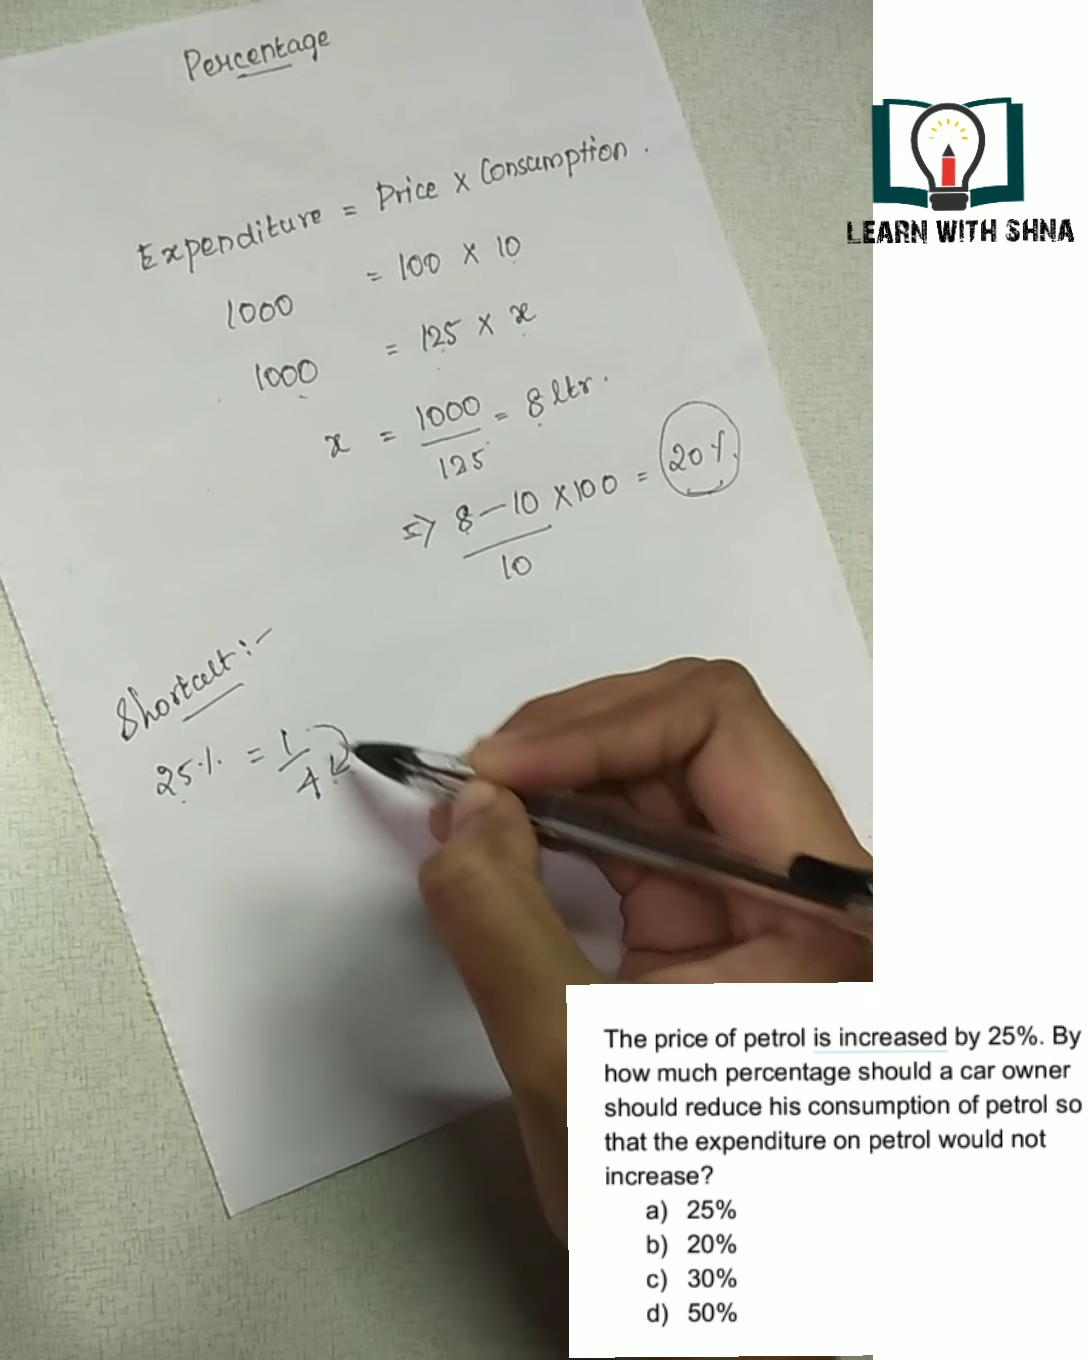 Percentage
Expenditure = Price x Consumption.
1000 = 100 x 10
1000 = 125 x x
x = 1000/125 = 8 ltr.
=> 8-10/10 x100 = 20%
Shortcut:-
25% = 1/4
LEARN WITH SHNA
The price of petrol is increased by 25%. By
how much percentage should a car owner
should reduce his consumption of petrol so
that the expenditure on petrol would not
increase?
a) 25%
b) 20%
c) 30%
d) 50%